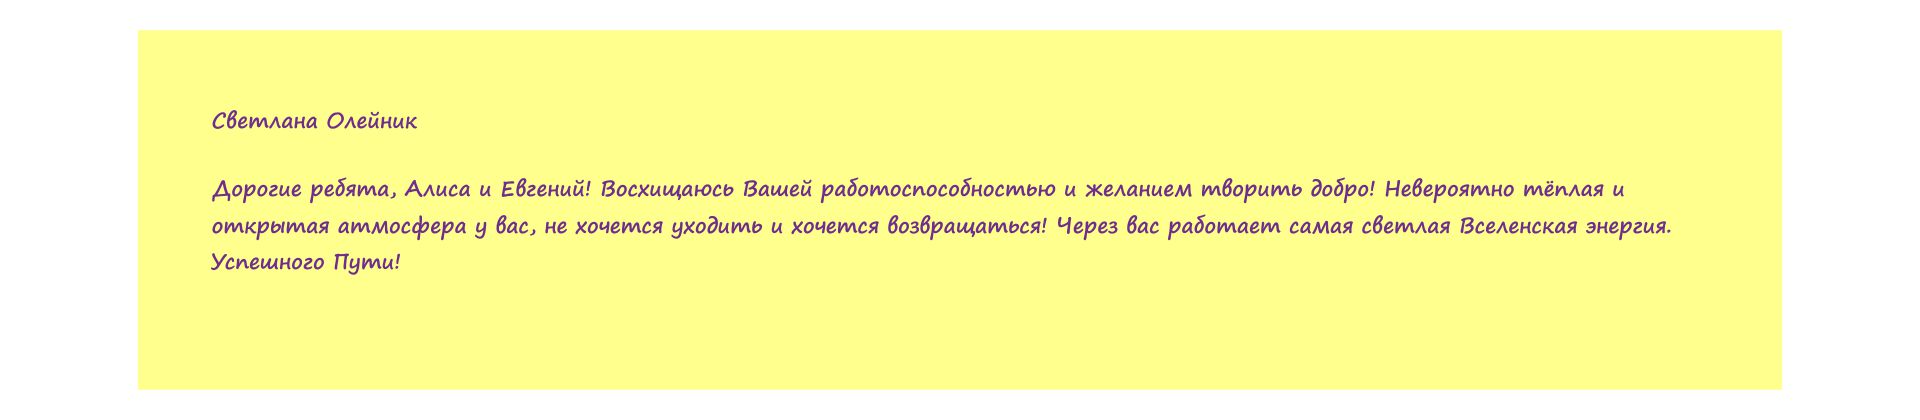 Светлана Олейник
Дорогие ребята, Алиса и Евгений! Восхищаюсь Вашей работоспособностью и желанием творить добро! Невероятно тёплая и
открытая атмосфера у вас, не хочется уходить и хочется возвращаться! Через вас работает самая светлая Вселенская энергия.
Успешного Пути!